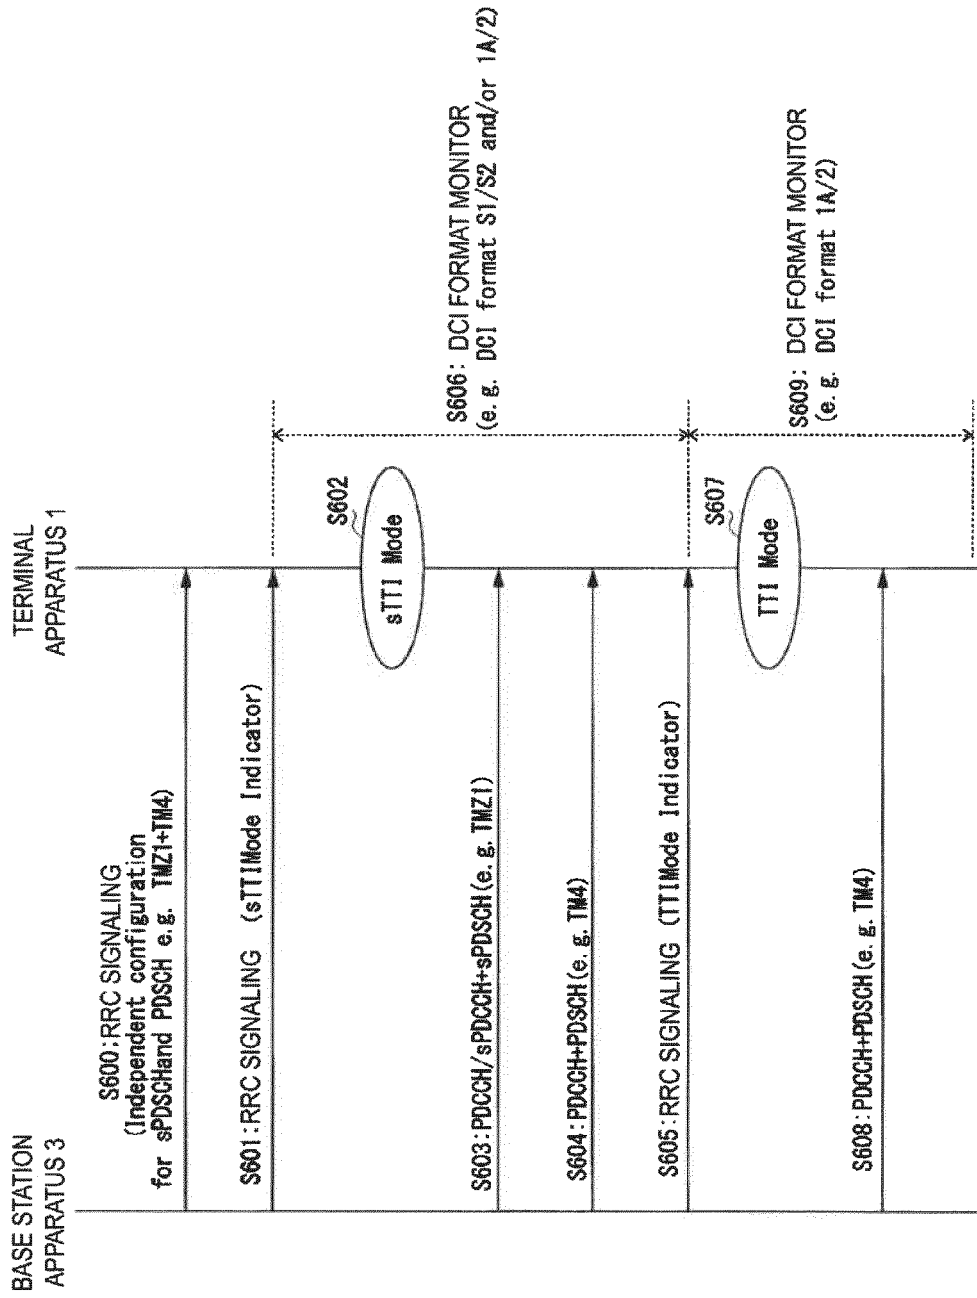 BASE STATION
APPARATUS 3
TERMINAL
APPARATUS 1
S600:RRC SIGNALING
(Independent configuration
for sPDSCHand PDSCH e.g. TMZ1+TM4)
S601:RRC SIGNALING (sTTIMode Indicator)
S602
sTTI Mode
S603:PDCCH/sPDCCH+sPDSCH(e.g.TMZ1)
S604:PDCCH+PDSCH(e.g.TM4)
S605:RRC SIGNALING (TTIMode Indicator)
S606: DCI FORMAT MONITOR
(e.g. DCI format S1/S2 and/or 1A/2)
S607
TTI Mode
S608:PDCCH+PDSCH(e.g.TM4)
S609: DCI FORMAT MONITOR
(e.g. DCI format 1A/2)